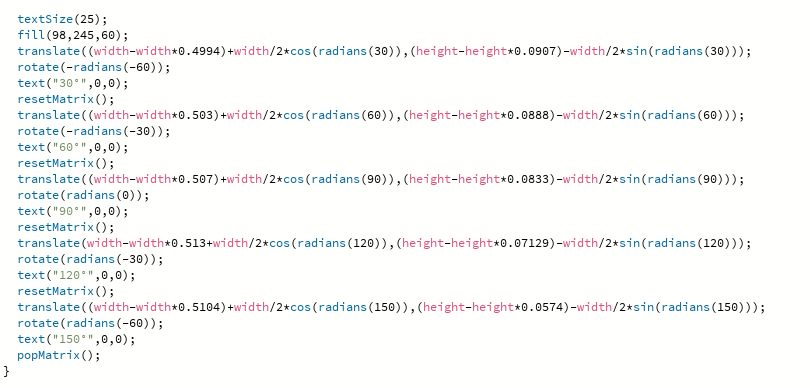 textSize(25);
fill(98,245,60);
translate((width-width*0.4994)+width/2*cos(radians(30)),(height-height*0.0907)-width/2*sin(radians(30)));
rotate(-radians(-60));
text("30°",0,0);
resetMatrix();
translate((width-width*0.503)+width/2*cos(radians(60)),(height-height*0.0888)-width/2*sin(radians(60)));
rotate(-radians(-30));
text("60°",0,0);
resetMatrix();
translate((width-width*0.507)+width/2*cos(radians(90)),(height-height*0.0833)-width/2*sin(radians(90)));
rotate(radians(0));
text("90°",0,0);
resetMatrix();
translate(width-width*0.513+width/2*cos(radians(120)),(height-height*0.07129)-width/2*sin(radians(120)));
rotate(radians(-30));
text("120°",0,0);
resetMatrix();
translate((width-width*0.5104)+width/2*cos(radians(150)),(height-height*0.0574)-width/2*sin(radians(150)));
rotate(radians(-60));
text("150°",0,0);
popMatrix();
}